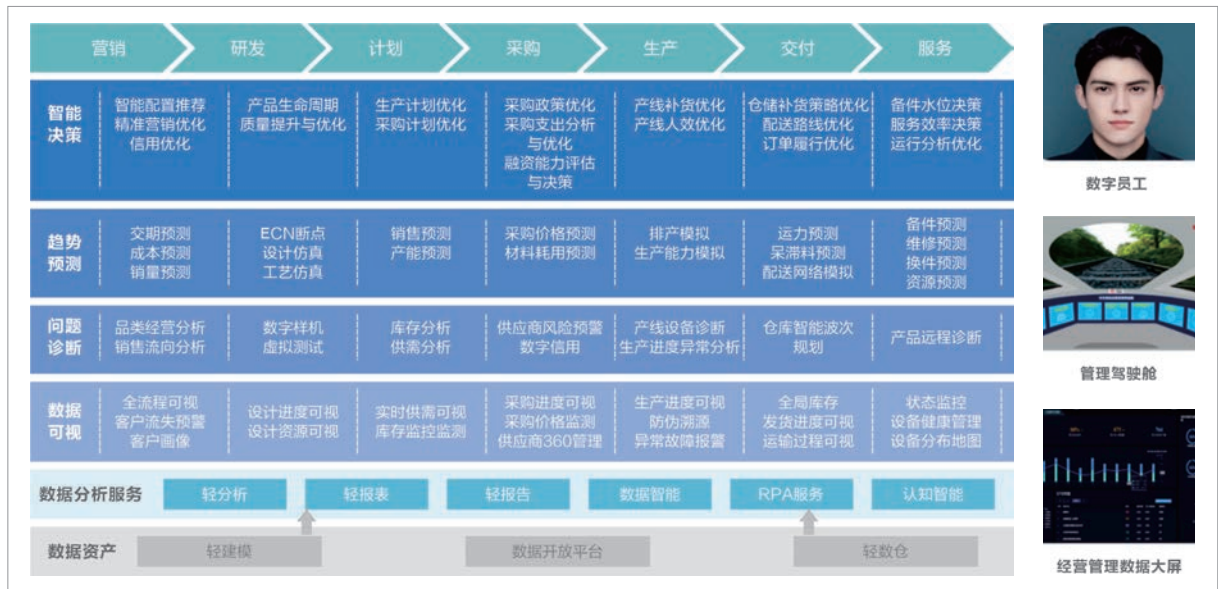 营销
研发
计划
采购
生产
交付
服务
智能
决策
智能配置推荐
精准营销优化
信用优化
产品生命周期
质量提升与优化
生产计划优化
采购计划优化
采购政策优化
采购支出分析
与优化
融资能力评估
与决策
产线补货优化
产线人效优化
仓储补货策略优化
配送路线优化
订单履行优化
备件水位决策
服务效率决策
运行分析优化
趋势
预测
交期预测
成本预测
销量预测
ECN断点
设计仿真
工艺仿真
销售预测
产能预测
采购价格预测
材料耗用预测
排产模拟
生产能力模拟
运力预测
呆滞料预测
配送网络模拟
备件预测
维修预测
换件预测
资源预测
问题
诊断
品类经营分析
销售流向分析
数字样机
虚拟测试
库存分析
供需分析
供应商风险预警
数字信用
产线设备诊断
生产进度异常分析
仓库智能波次
规划
产品远程诊断
数据
可视
全流程可视
客户流失预警
客户画像
设计进度可视
设计资源可视
实时供需可视
库存监控监测
采购进度可视
采购价格监测
供应商360管理
生产进度可视
防伪溯源
异常故障报警
全局库存
发货进度可视
运输过程可视
状态监控
设备健康管理
设备分布地图
数据分析服务
轻分析
轻报表
轻报告
数据智能
RPA服务
认知智能
数据资产
轻建模
数据开放平台
轻数仓
数字员工
管理驾驶舱
经营管理数据大屏